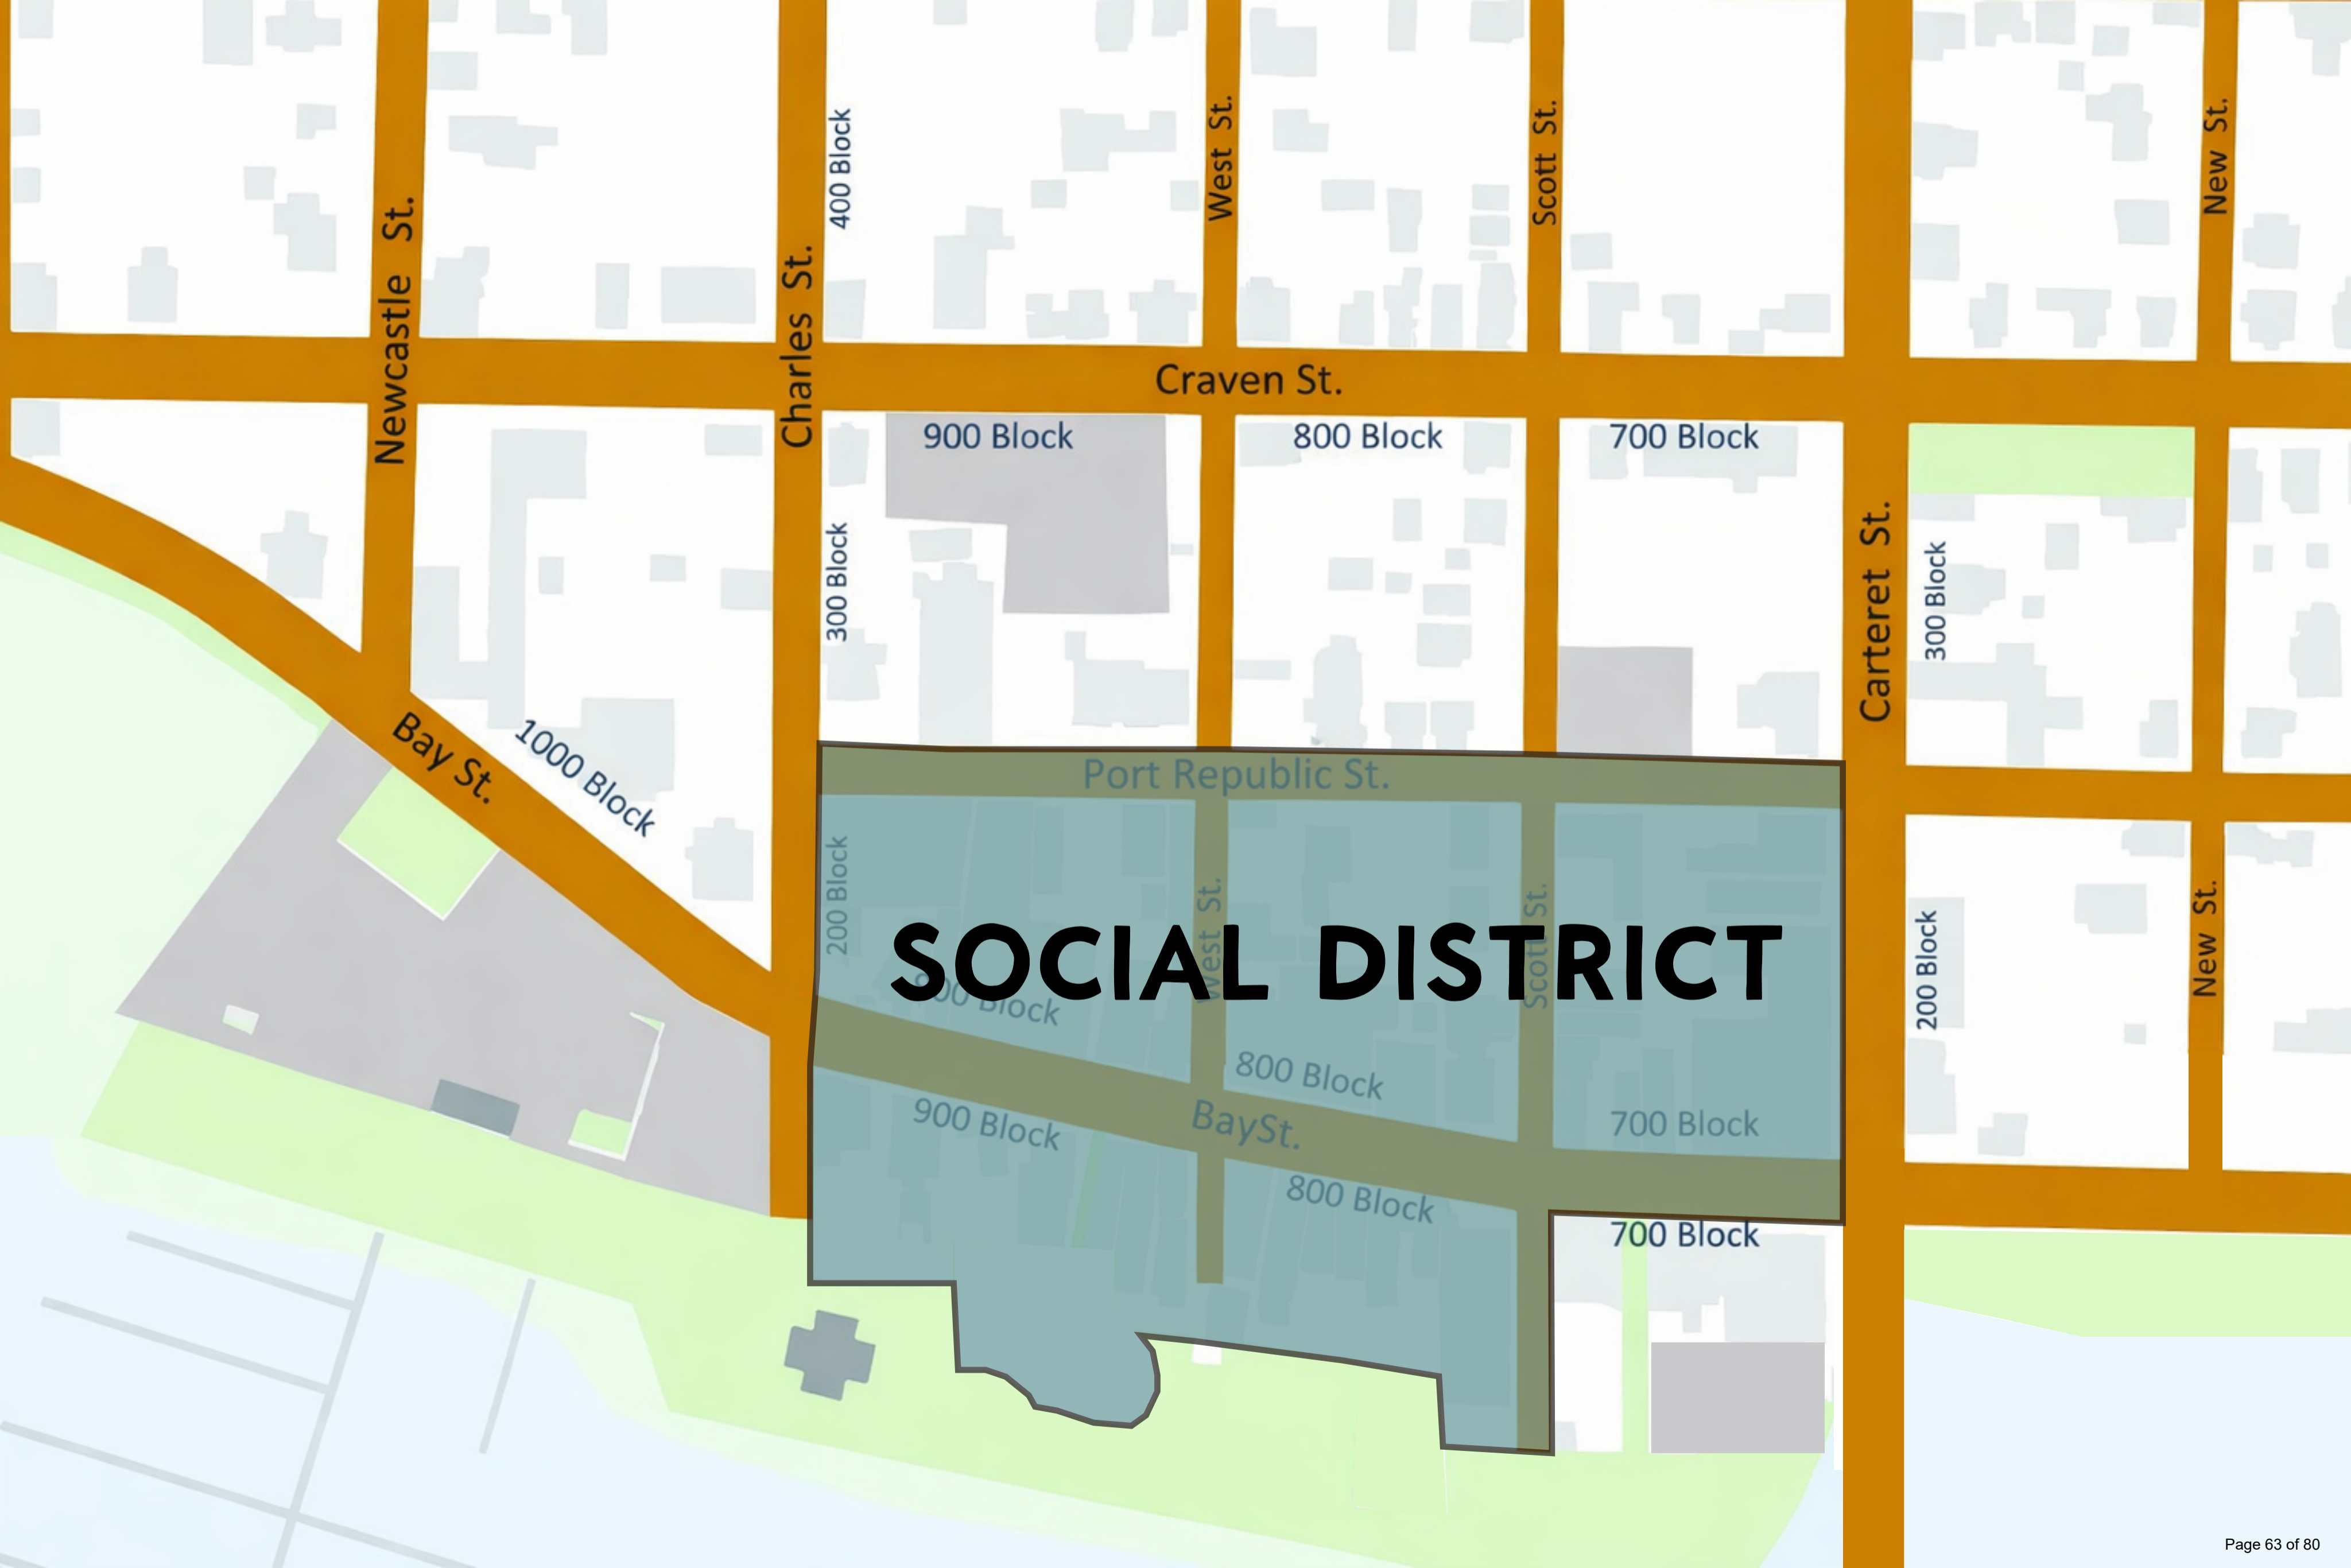 400 Block
West St.
Scott St.
New St.
Newcastle St.
Charles St.
Craven St.
900 Block
800 Block
700 Block
300 Block
Carteret St.
300 Block
Bay St.
1000 Block
Port Republic St.
200 Block
West St.
Scott St.
New St.
200 Block
SOCIAL DISTRICT
900 Block
800 Block
BaySt.
900 Block
700 Block
800 Block
700 Block
Page 63 of 80